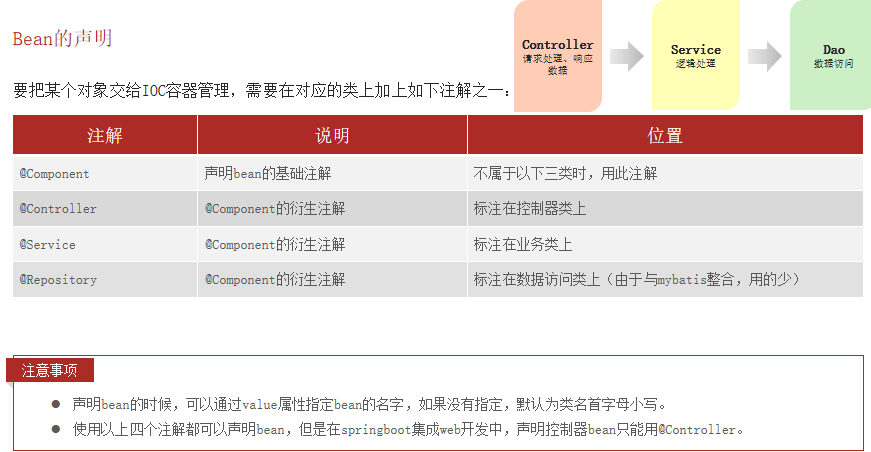 Bean的声明
Controller
请求处理、响应
数据
Service
逻辑处理
Dao
数据访问
要把某个对象交给IOC容器管理，需要在对应的类上加上如下注解之一：
注解 说明 位置
@Component 声明bean的基础注解 不属于以下三类时，用此注解
@Controller @Component的衍生注解 标注在控制器类上
@Service @Component的衍生注解 标注在业务类上
@Repository @Component的衍生注解 标注在数据访问类上（由于与mybatis整合，用的少）
注意事项
● 声明bean的时候，可以通过value属性指定bean的名字，如果没有指定，默认为类名首字母小写。
● 使用以上四个注解都可以声明bean，但是在springboot集成web开发中，声明控制器bean只能用@Controller。